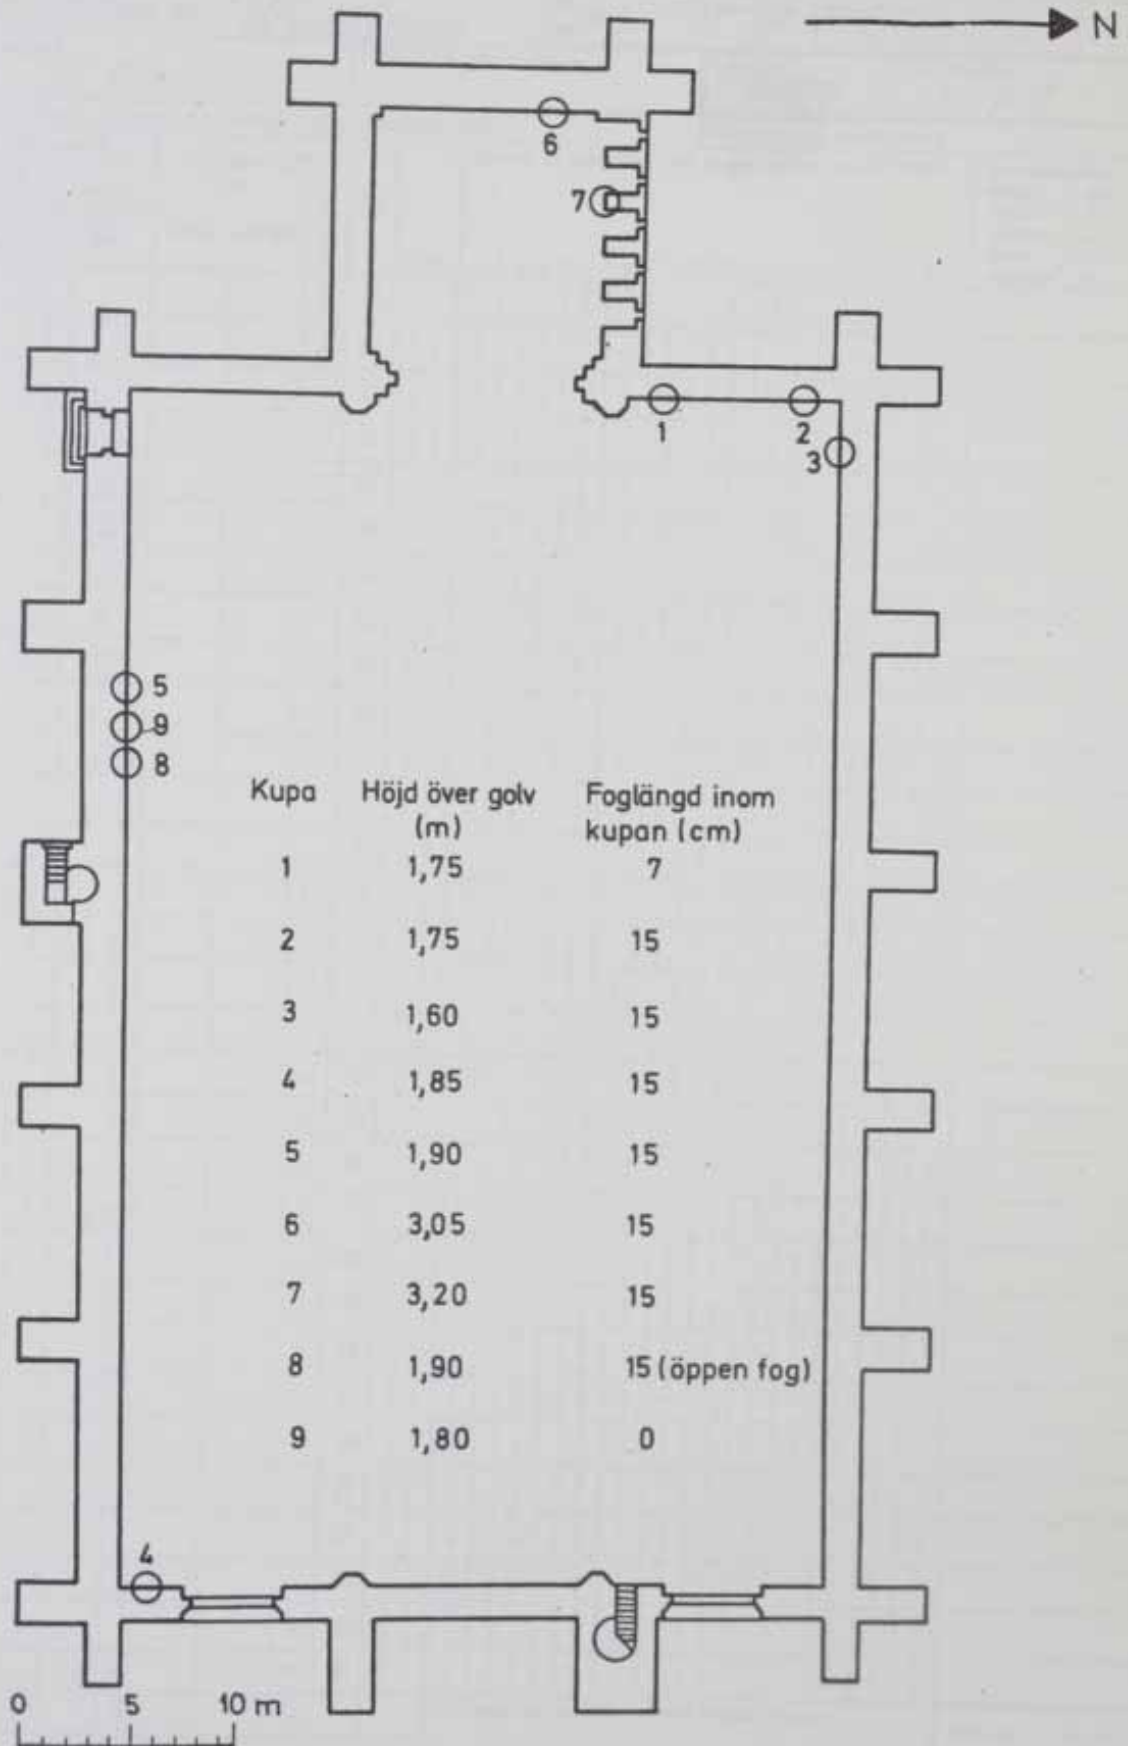 N
6
7
1
2
3
5
9
8
Kupa Höjd över golv (m) Foglängd inom kupan (cm)
1 1,75 7
2 1,75 15
3 1,60 15
4 1,85 15
5 1,90 15
6 3,05 15
7 3,20 15
8 1,90 15 (öppen fog)
9 1,80 0
4
0 5 10 m